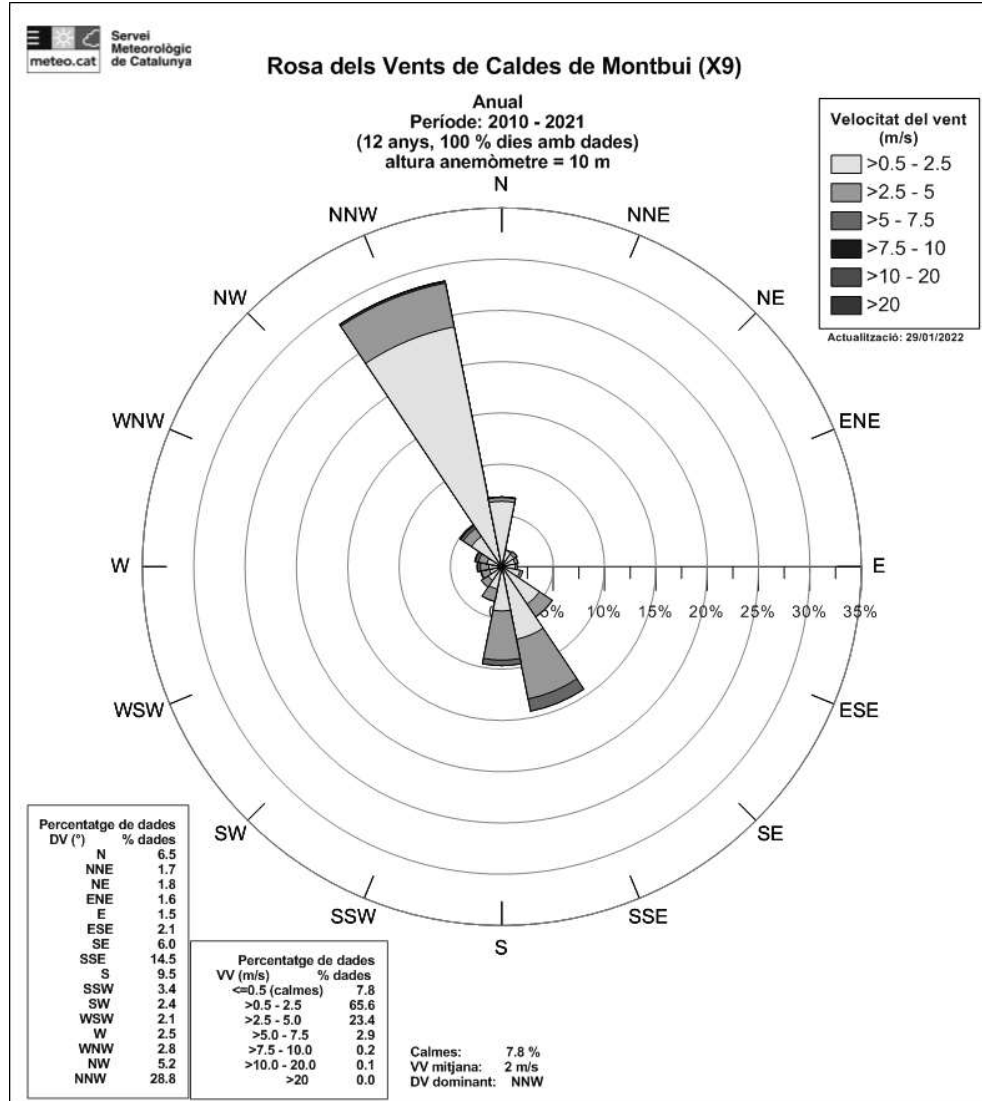 meteo.cat
Servei
Meteorològic
de Catalunya
Rosa dels Vents de Caldes de Montbui (X9)
Anual
Període: 2010 - 2021
(12 anys, 100 % dies amb dades)
altura anemòmetre = 10 m
Velocitat del vent
(m/s)
>0.5 - 2.5
>2.5 - 5
>5 - 7.5
>7.5 - 10
>10 - 20
>20
Actualització: 29/01/2022
N
NNE
NE
ENE
E
ESE
SE
SSE
S
SSW
SW
WSW
W
WNW
NW
NNW
5% 10% 15% 20% 25% 30% 35%
Percentatge de dades
DV (°) % dades
N 6.5
NNE 1.7
NE 1.8
ENE 1.6
E 1.5
ESE 2.1
SE 6.0
SSE 14.5
S 9.5
SSW 3.4
SW 2.4
WSW 2.1
W 2.5
WNW 2.8
NW 5.2
NNW 28.8
Percentatge de dades
VV (m/s) % dades
<=0.5 (calmes) 7.8
>0.5 - 2.5 65.6
>2.5 - 5.0 23.4
>5.0 - 7.5 2.9
>7.5 - 10.0 0.2
>10.0 - 20.0 0.1
>20 0.0
Calmes: 7.8 %
VV mitjana: 2 m/s
DV dominant: NNW